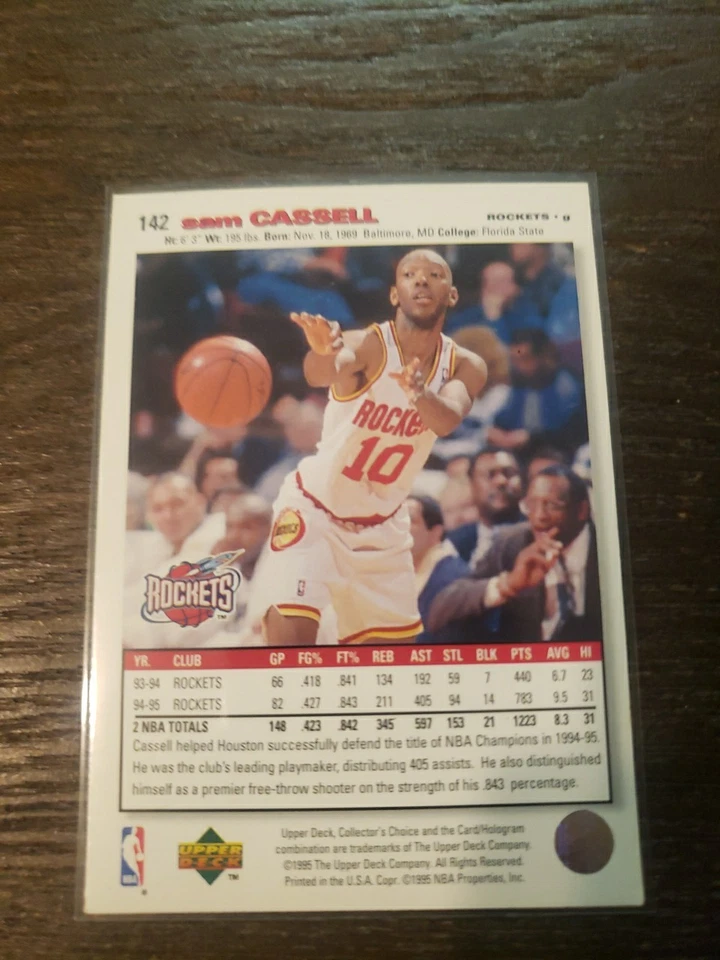 142 sam CASSELL ROCKETS • g
Ht: 6' 3" Wt: 195 lbs. Born: Nov. 18, 1969 Baltimore, MD College: Florida State
ROCKE
10
ROCKETS
TM
YR. CLUB GP FG% FT% REB AST STL BLK PTS AVG HI
93-94 ROCKETS 66 .418 .841 134 192 59 7 440 6.7 23
94-95 ROCKETS 82 .427 .843 211 405 94 14 783 9.5 31
2 NBA TOTALS 148 .423 .842 345 597 153 21 1223 8.3 31
Cassell helped Houston successfully defend the title of NBA Champions in 1994-95.
He was the club's leading playmaker, distributing 405 assists. He also distinguished
himself as a premier free-throw shooter on the strength of his .843 percentage.
NBA
®
UPPER
DECK
TM
Upper Deck, Collector's Choice and the Card/Hologram
combination are trademarks of The Upper Deck Company.
©1995 The Upper Deck Company. All Rights Reserved.
Printed in the U.S.A. Copr. ©1995 NBA Properties, Inc.